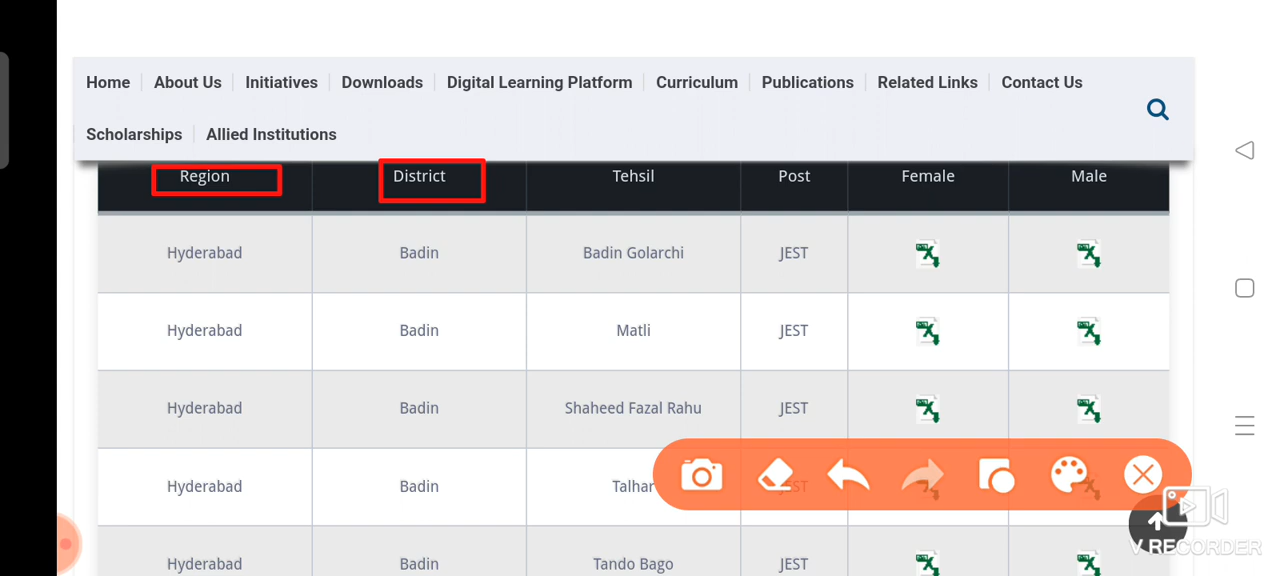 Home About Us Initiatives Downloads Digital Learning Platform Curriculum Publications Related Links Contact Us
Scholarships Allied Institutions
Region District Tehsil Post Female Male
Hyderabad Badin Badin Golarchi JEST
Hyderabad Badin Matli JEST
Hyderabad Badin Shaheed Fazal Rahu JEST
Hyderabad Badin Talhar JEST
Hyderabad Badin Tando Bago JEST
V RECORDER